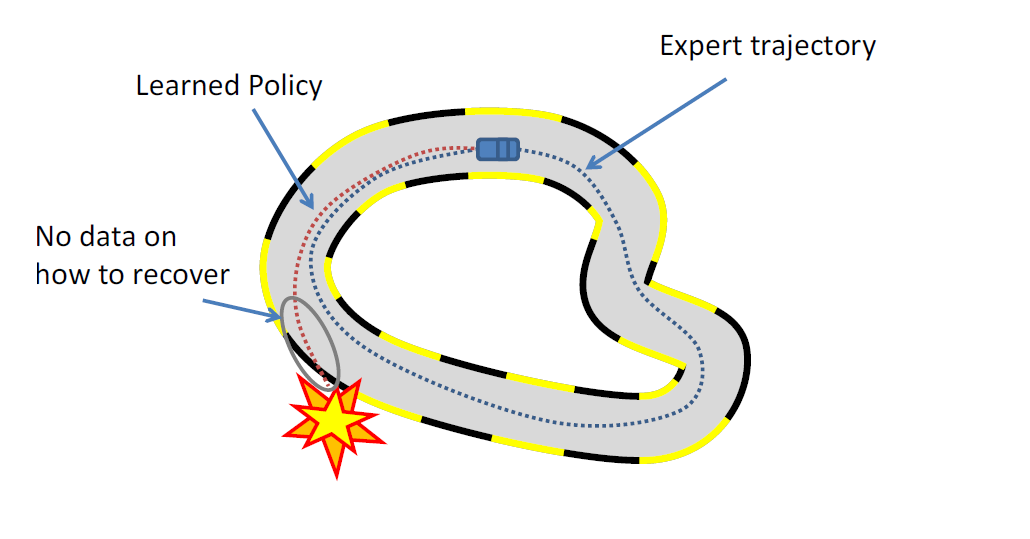 Expert trajectory
Learned Policy
No data on
how to recover